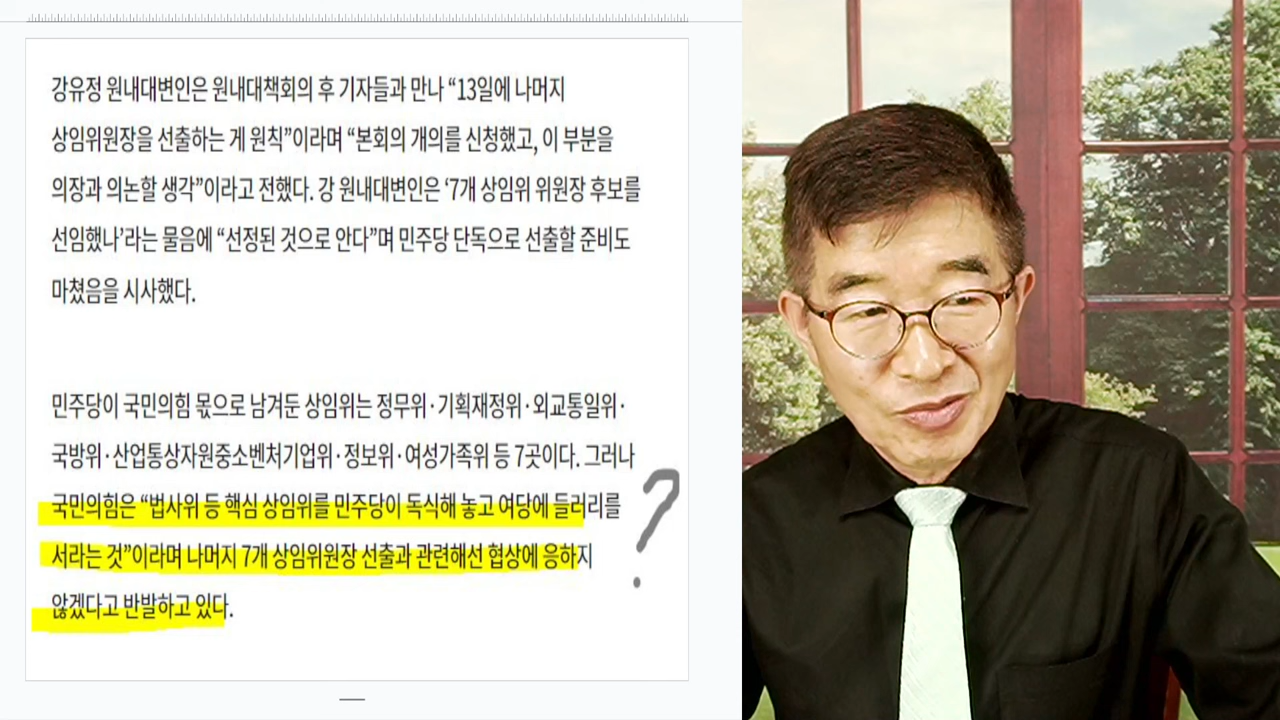 강유정 원내대변인은 원내대책회의 후 기자들과 만나 “13일에 나머지
상임위원장을 선출하는 게 원칙”이라며 “본회의 개의를 신청했고, 이 부분을
의장과 의논할 생각”이라고 전했다. 강 원내대변인은 ‘7개 상임위 위원장 후보를
선임했나’라는 물음에 “선정된 것으로 안다”며 민주당 단독으로 선출할 준비도
마쳤음을 시사했다.
민주당이 국민의힘 몫으로 남겨둔 상임위는 정무위·기획재정위·외교통일위·
국방위·산업통상자원중소벤처기업위·정보위·여성가족위 등 7곳이다. 그러나
국민의힘은 “법사위 등 핵심 상임위를 민주당이 독식해 놓고 여당에 들러리를
서라는 것”이라며 나머지 7개 상임위원장 선출과 관련해선 협상에 응하지
않겠다고 반발하고 있다.
?